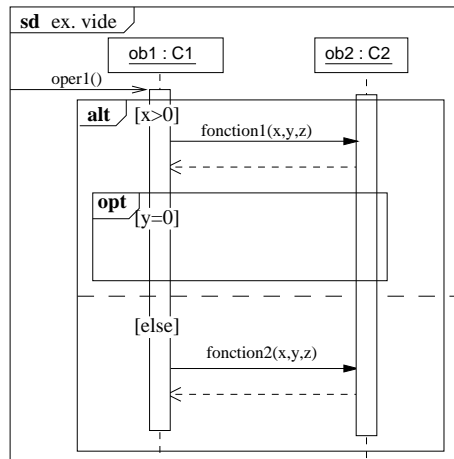 sd ex. vide
ob1 : C1
ob2 : C2
oper1()
alt
[x>0]
fonction1(x,y,z)
opt
[y=0]
[else]
fonction2(x,y,z)